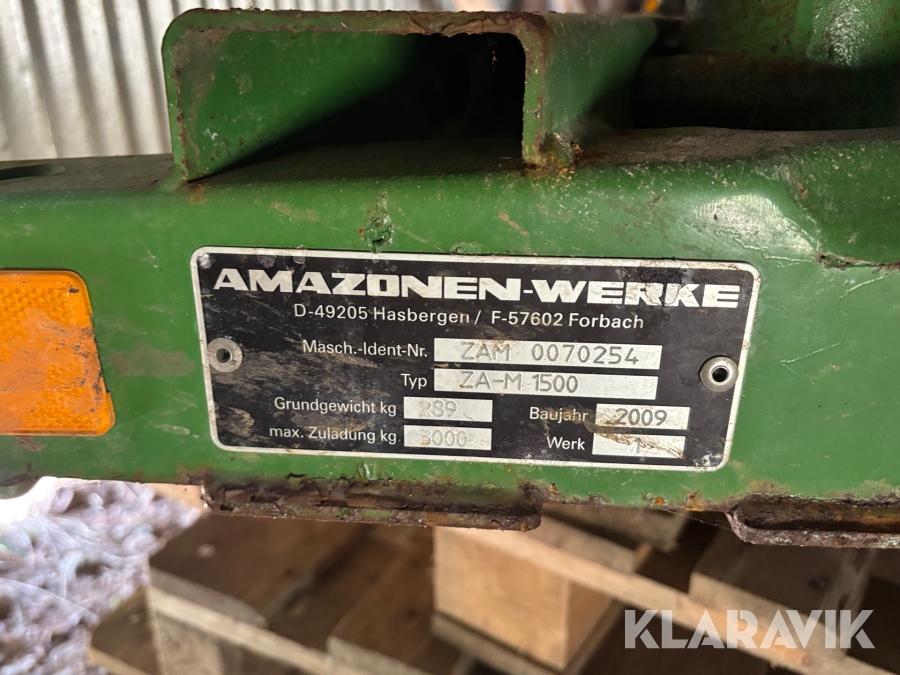 AMAZONEN-WERKE
D-49205 Hasbergen / F-57602 Forbach
Masch.-Ident-Nr. ZAM 0070254
Typ ZA-M 1500
Grundgewicht kg 289 Baujahr 2009
max. Zuladung kg 3000 Werk 1
KLARAVIK